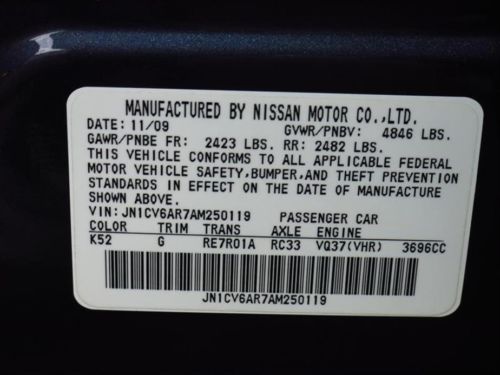 MANUFACTURED BY NISSAN MOTOR CO.,LTD.
DATE: 11/09 GVWR/PNBV: 4846 LBS.
GAWR/PNBE FR: 2423 LBS. RR: 2482 LBS.
THIS VEHICLE CONFORMS TO ALL APPLICABLE FEDERAL
MOTOR VEHICLE SAFETY,BUMPER,AND THEFT PREVENTION
STANDARDS IN EFFECT ON THE DATE OF MANUFACTURE
SHOWN ABOVE.
VIN: JN1CV6AR7AM250119 PASSENGER CAR
COLOR TRIM TRANS AXLE ENGINE
K52 G RE7R01A RC33 VQ37(VHR) 3696CC
JN1CV6AR7AM250119